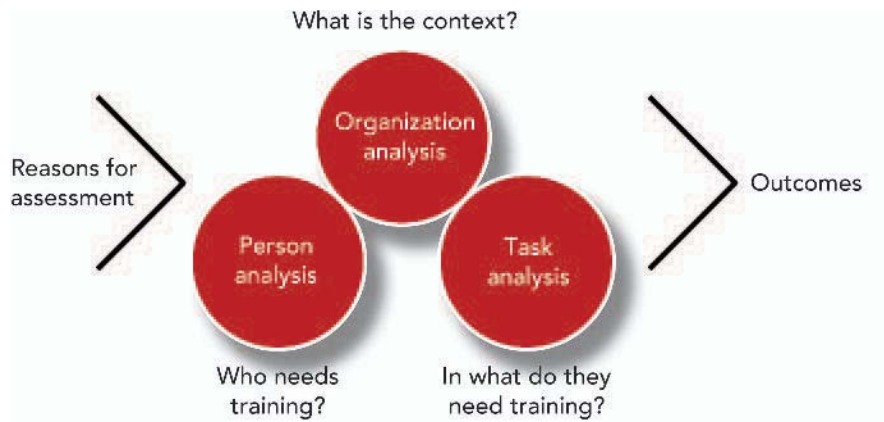 What is the context?
Organization
analysis
Reasons for
assessment
Outcomes
Person
analysis
Task
analysis
Who needs
training?
In what do they
need training?